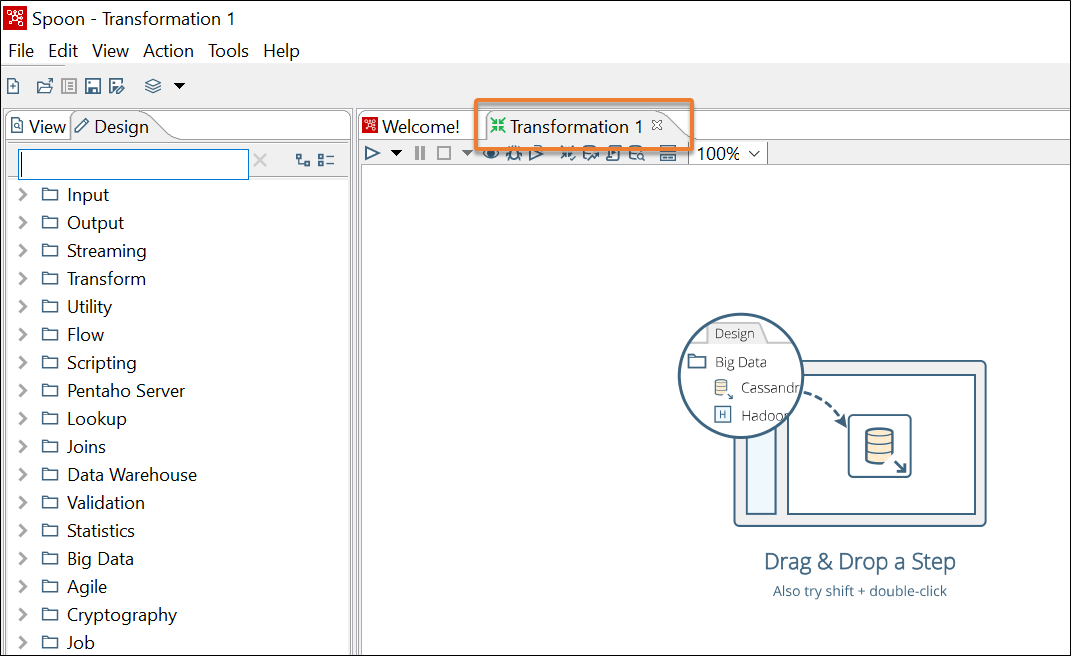 Spoon - Transformation 1
File Edit View Action Tools Help
View Design
Welcome! Transformation 1
100%
Input
Output
Streaming
Transform
Utility
Flow
Scripting
Pentaho Server
Lookup
Joins
Data Warehouse
Validation
Statistics
Big Data
Agile
Cryptography
Job
Design
Big Data
Cassandr
H Hadoop
Drag & Drop a Step
Also try shift + double-click